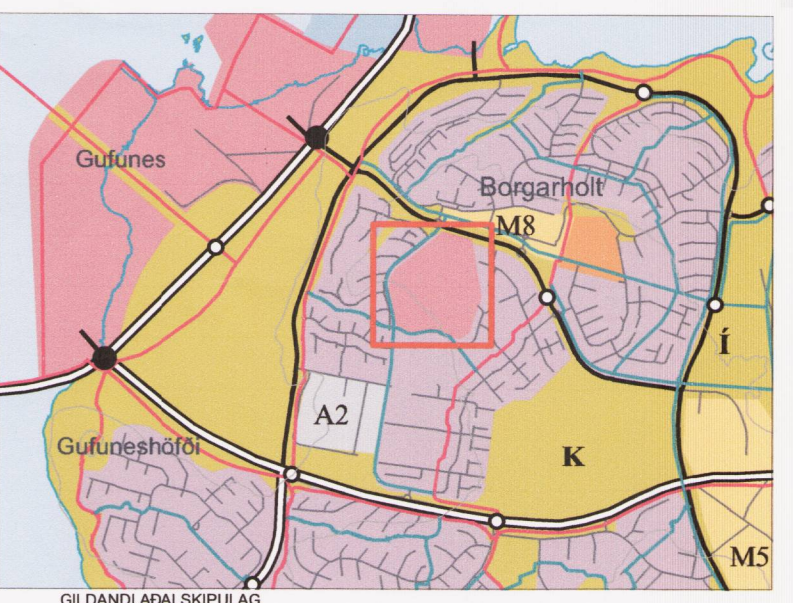 Gufunes
Borgarholt
M8
Í
A2
Gufuneshöfði
K
M5
GILDANDI AÐALSKIPULAG